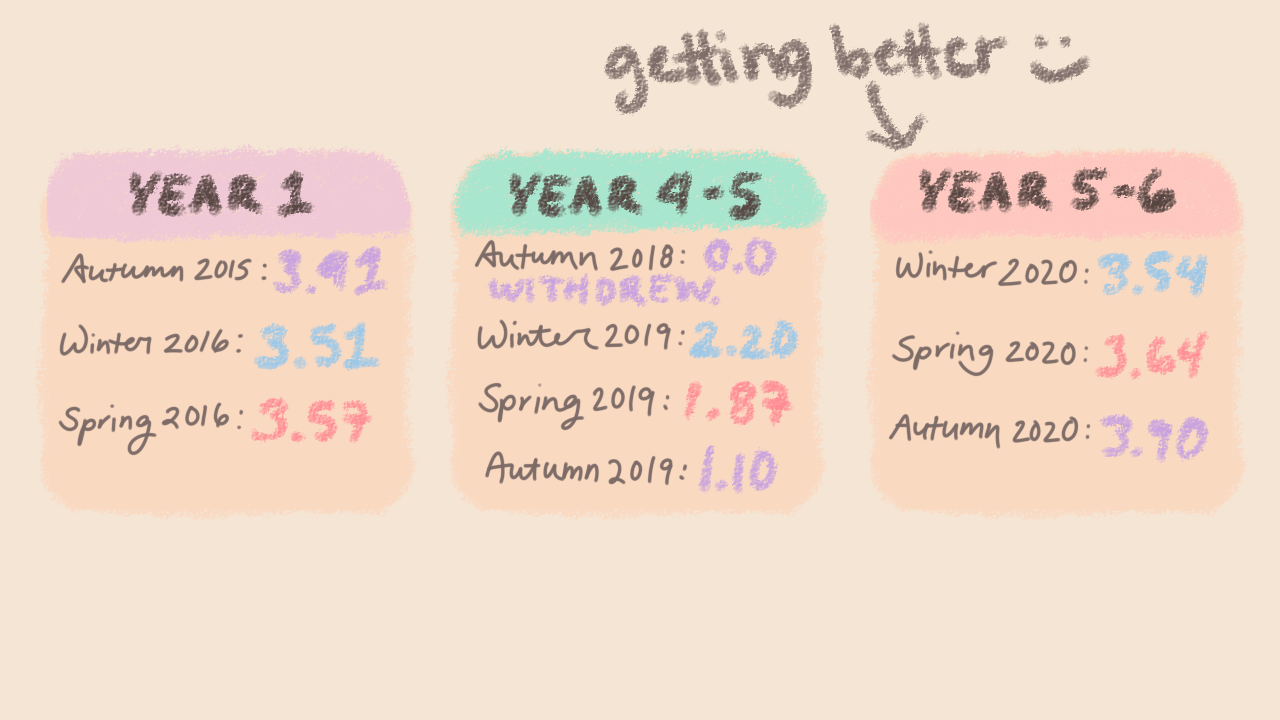 getting better
YEAR 1
Autumn 2015: 3.91
Winter 2016: 3.51
Spring 2016: 3.57
YEAR 4-5
Autumn 2018: 0.0
WITHDREW.
Winter 2019: 2.20
Spring 2019: 1.87
Autumn 2019: 1.10
YEAR 5-6
Winter 2020: 3.54
Spring 2020: 3.64
Autumn 2020: 3.90